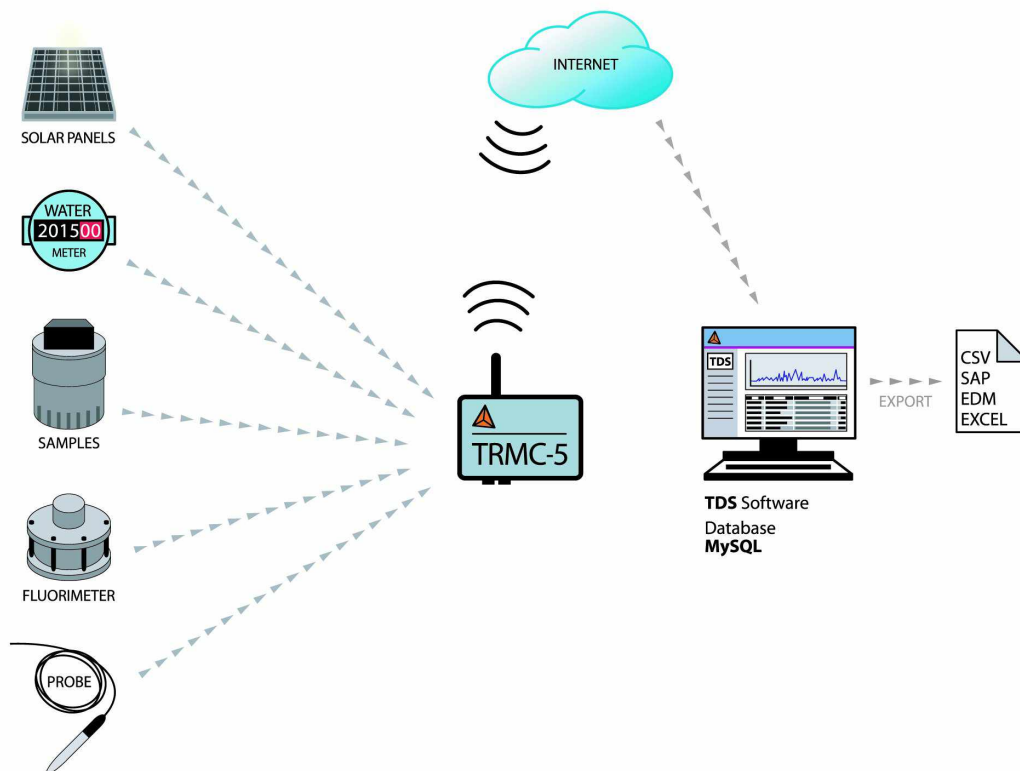 INTERNET
SOLAR PANELS
WATER
201500
METER
SAMPLES
FLUORIMETER
PROBE
TRMC-5
TDS
EXPORT
CSV
SAP
EDM
EXCEL
TDS Software
Database
MySQL